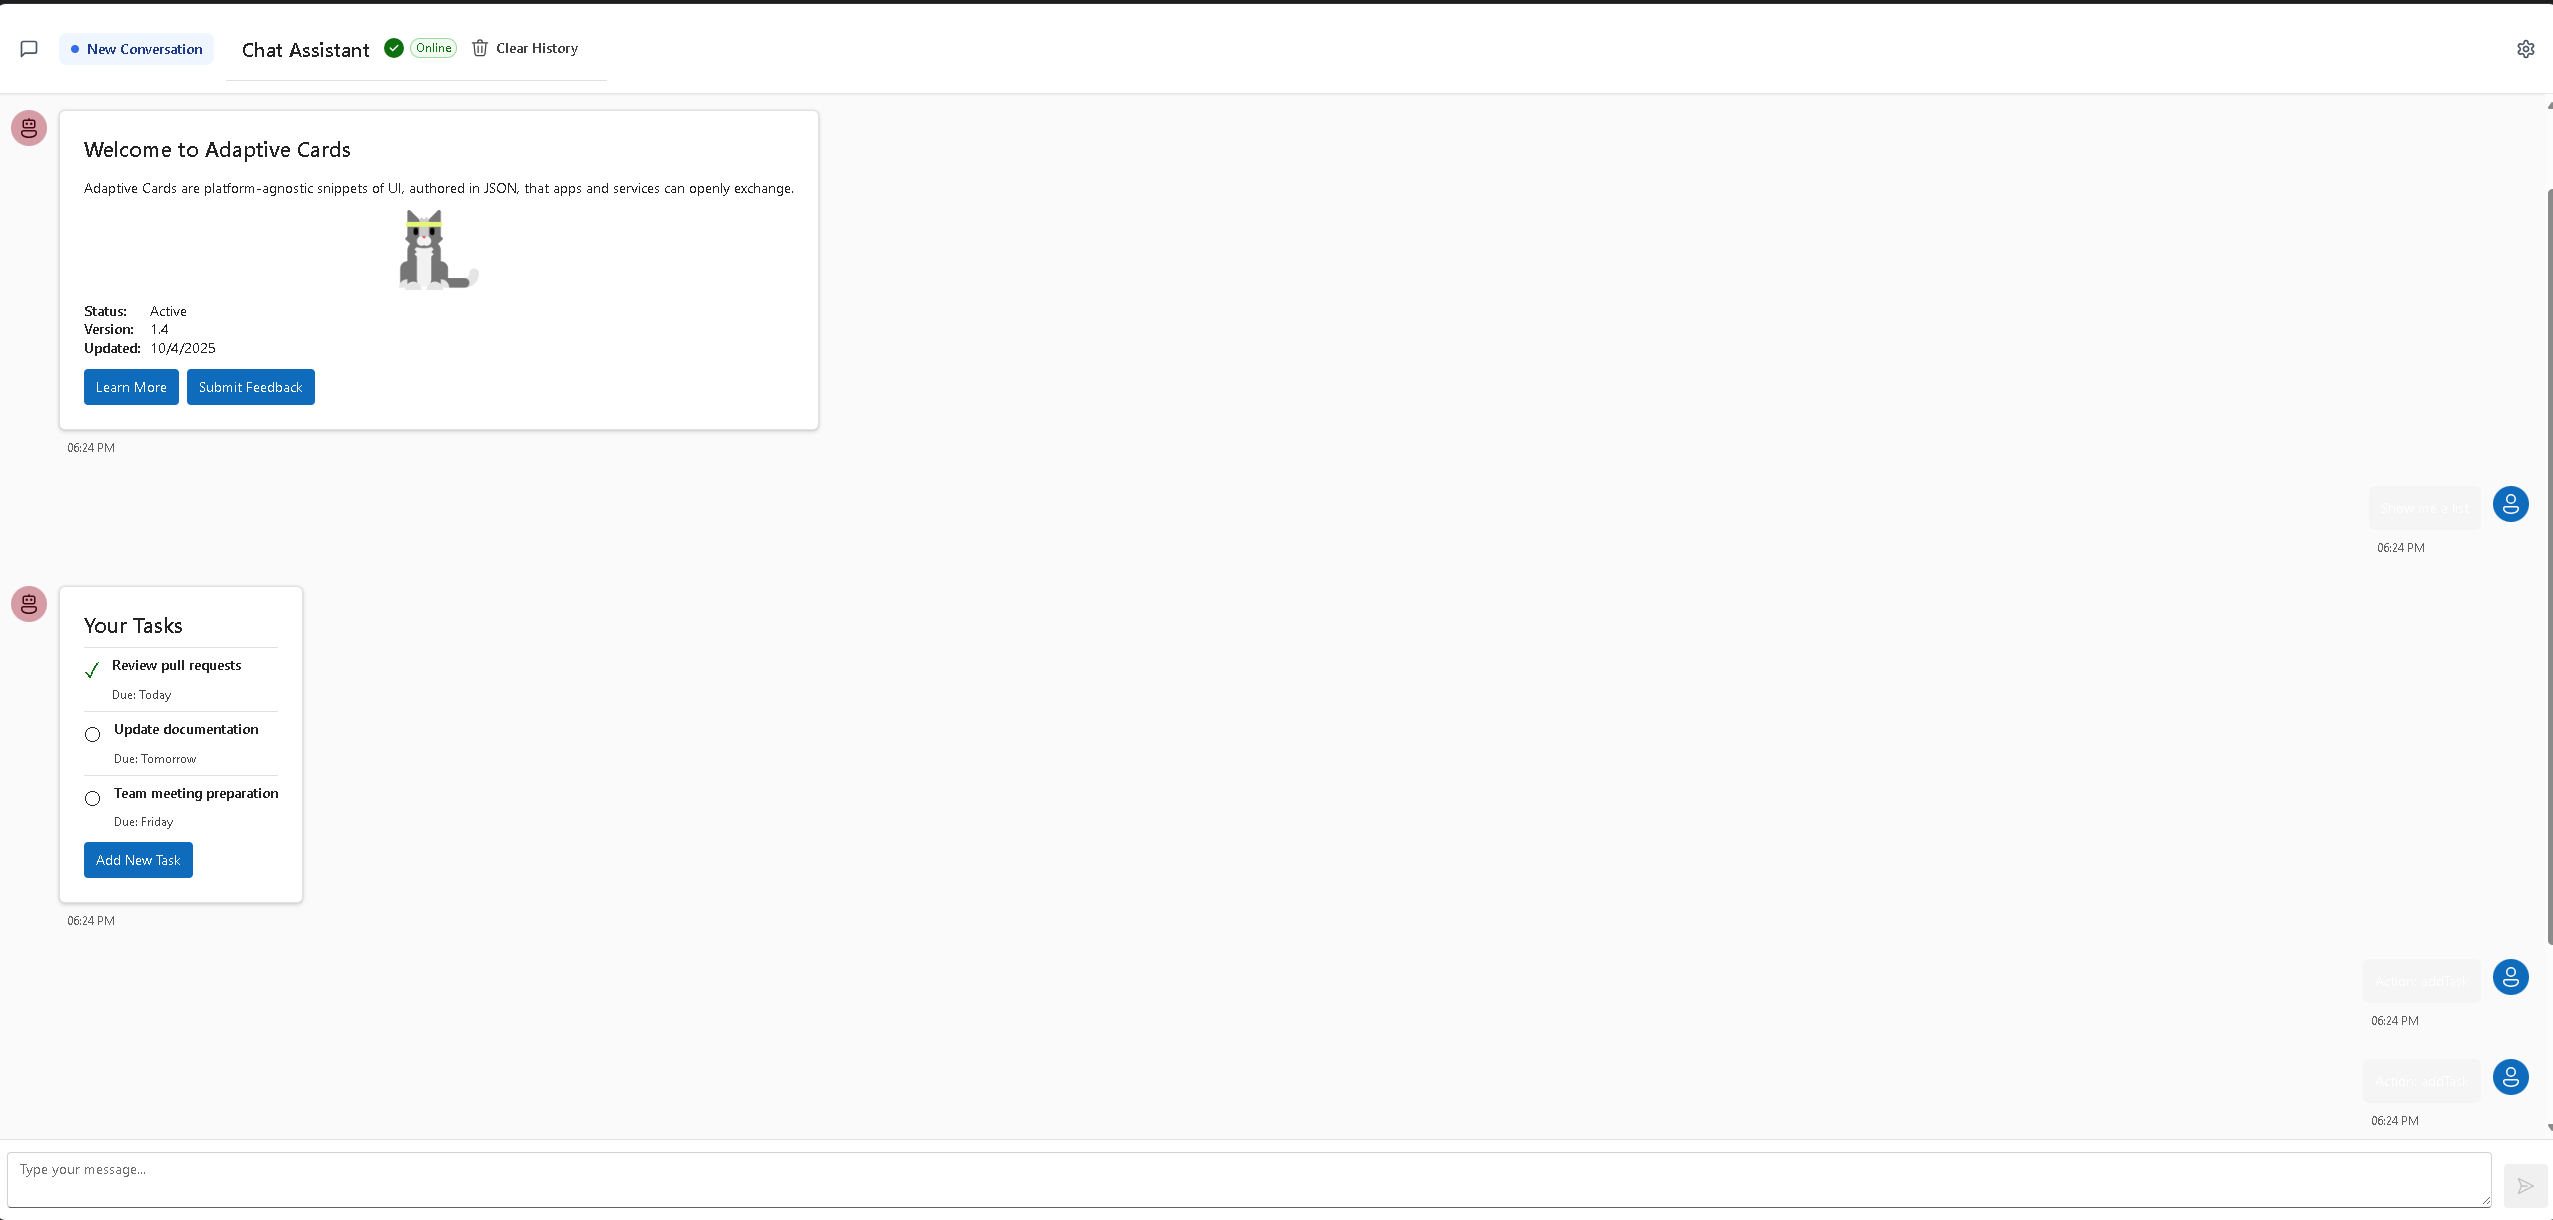 New Conversation
Chat Assistant
Online
Clear History
Welcome to Adaptive Cards
Adaptive Cards are platform-agnostic snippets of UI, authored in JSON, that apps and services can openly exchange.
Status: Active
Version: 1.4
Updated: 10/4/2025
Learn More
Submit Feedback
06:24 PM
Show me a list
06:24 PM
Your Tasks
Review pull requests
Due: Today
Update documentation
Due: Tomorrow
Team meeting preparation
Due: Friday
Add New Task
06:24 PM
Action: addTask
06:24 PM
Action: addTask
06:24 PM
Type your message...